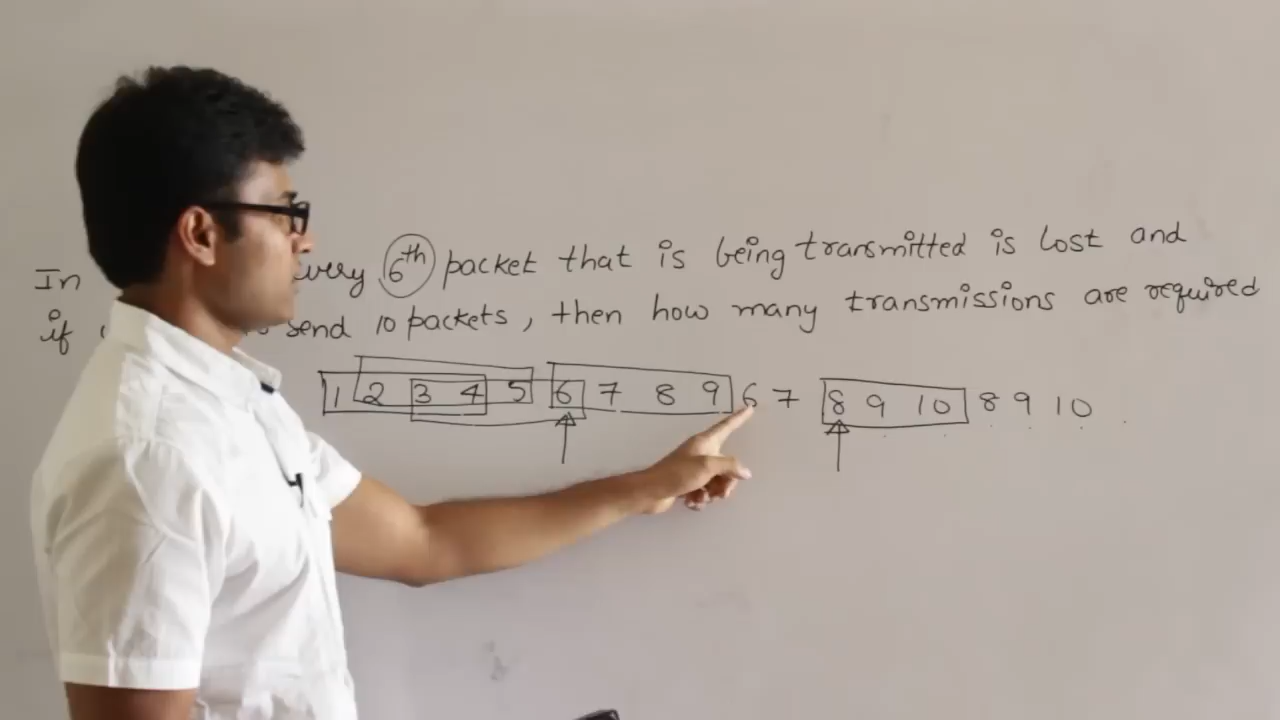 In very 6th packet that is being transmitted is lost and
if send 10 packets, then how many transmissions are required
1 2 3 4 5 6 7 8 9 6 7 8 9 10 8 9 10